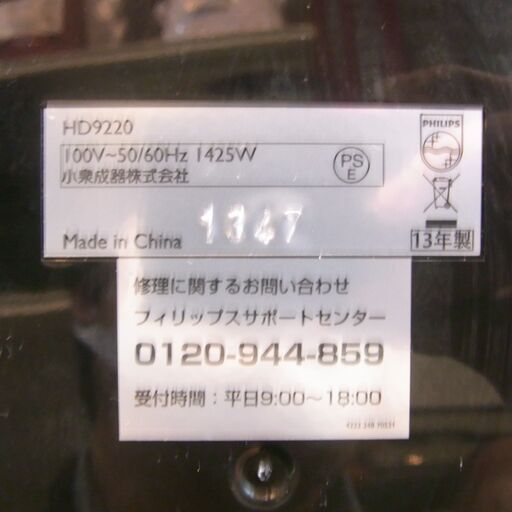 HD9220
100V~50/60Hz 1425W
小泉成器株式会社
PS
E
PHILIPS
Made in China
1347
13年製
修理に関するお問い合わせ
フィリップスサポートセンター
0120-944-859
受付時間：平日9:00～18:00